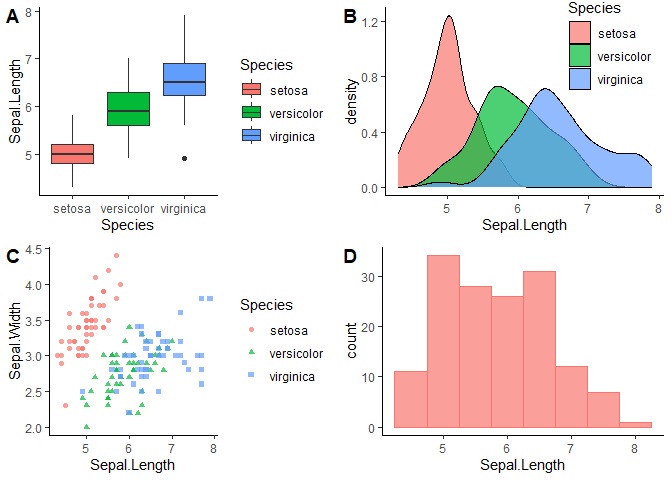 A
Sepal.Length
8
7
6
5
setosa versicolor virginica
Species
Species
setosa
versicolor
virginica
B
density
1.2
0.8
0.4
0.0
5 6 7 8
Sepal.Length
Species
setosa
versicolor
virginica
C
Sepal.Width
4.5
4.0
3.5
3.0
2.5
2.0
5 6 7 8
Sepal.Length
Species
setosa
versicolor
virginica
D
count
30
20
10
0
5 6 7 8
Sepal.Length